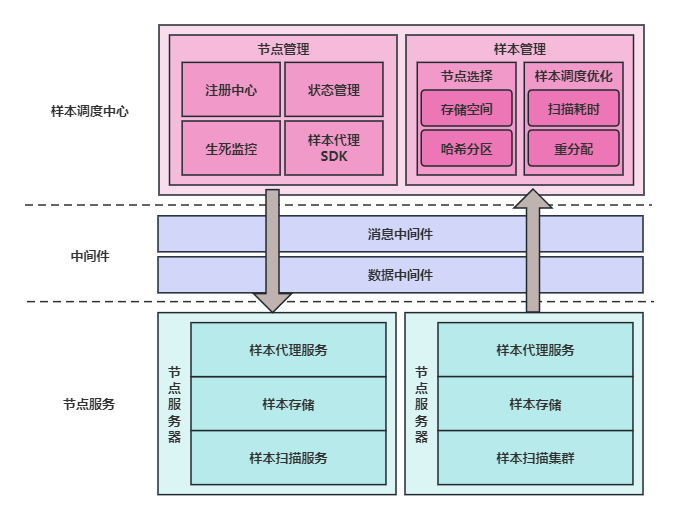 样本调度中心
节点管理
注册中心
状态管理
生死监控
样本代理
SDK
样本管理
节点选择
存储空间
哈希分区
样本调度优化
扫描耗时
重分配
中间件
消息中间件
数据中间件
节点服务
节
点
服
务
器
样本代理服务
样本存储
样本扫描服务
节
点
服
务
器
样本代理服务
样本存储
样本扫描集群